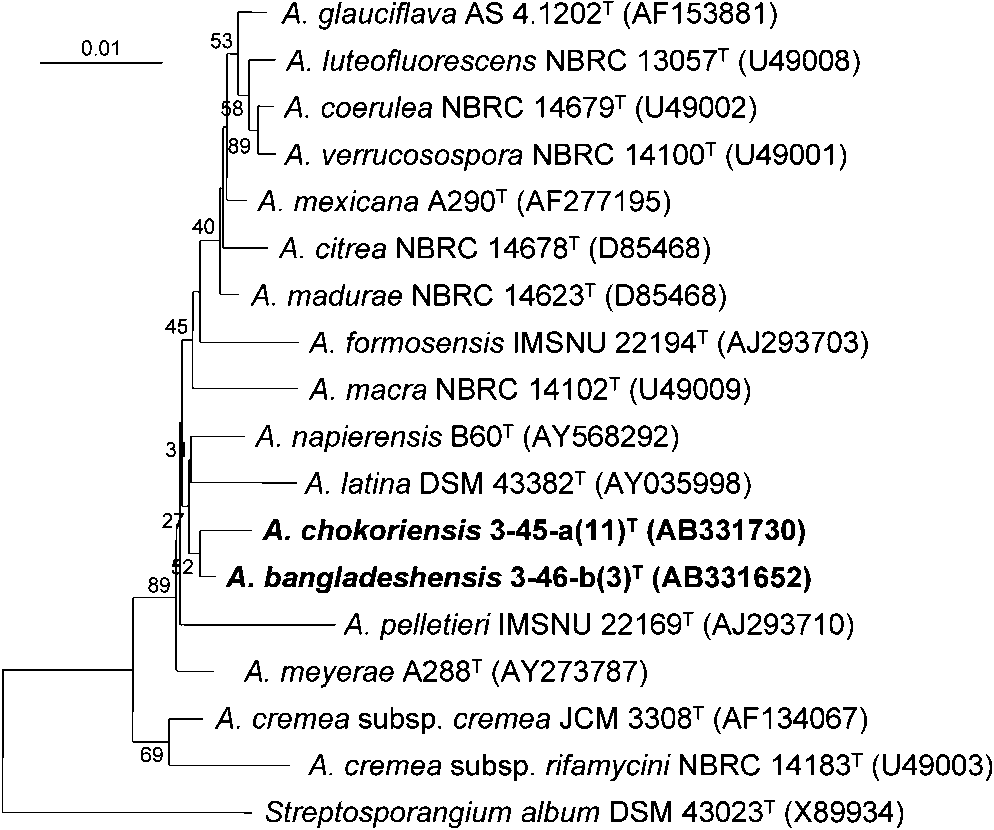 A. glauciflava AS 4.1202ᵀ (AF153881)
0.01
53
A. luteofluorescens NBRC 13057ᵀ (U49008)
58
A. coerulea NBRC 14679ᵀ (U49002)
89
A. verrucosospora NBRC 14100ᵀ (U49001)
A. mexicana A290ᵀ (AF277195)
40
A. citrea NBRC 14678ᵀ (D85468)
A. madurae NBRC 14623ᵀ (D85468)
45
A. formosensis IMSNU 22194ᵀ (AJ293703)
A. macra NBRC 14102ᵀ (U49009)
A. napierensis B60ᵀ (AY568292)
3
A. latina DSM 43382ᵀ (AY035998)
27
A. chokoriensis 3-45-a(11)ᵀ (AB331730)
52
A. bangladeshensis 3-46-b(3)ᵀ (AB331652)
89
A. pelletieri IMSNU 22169ᵀ (AJ293710)
A. meyerae A288ᵀ (AY273787)
A. cremea subsp. cremea JCM 3308ᵀ (AF134067)
69
A. cremea subsp. rifamycini NBRC 14183ᵀ (U49003)
Streptosporangium album DSM 43023ᵀ (X89934)